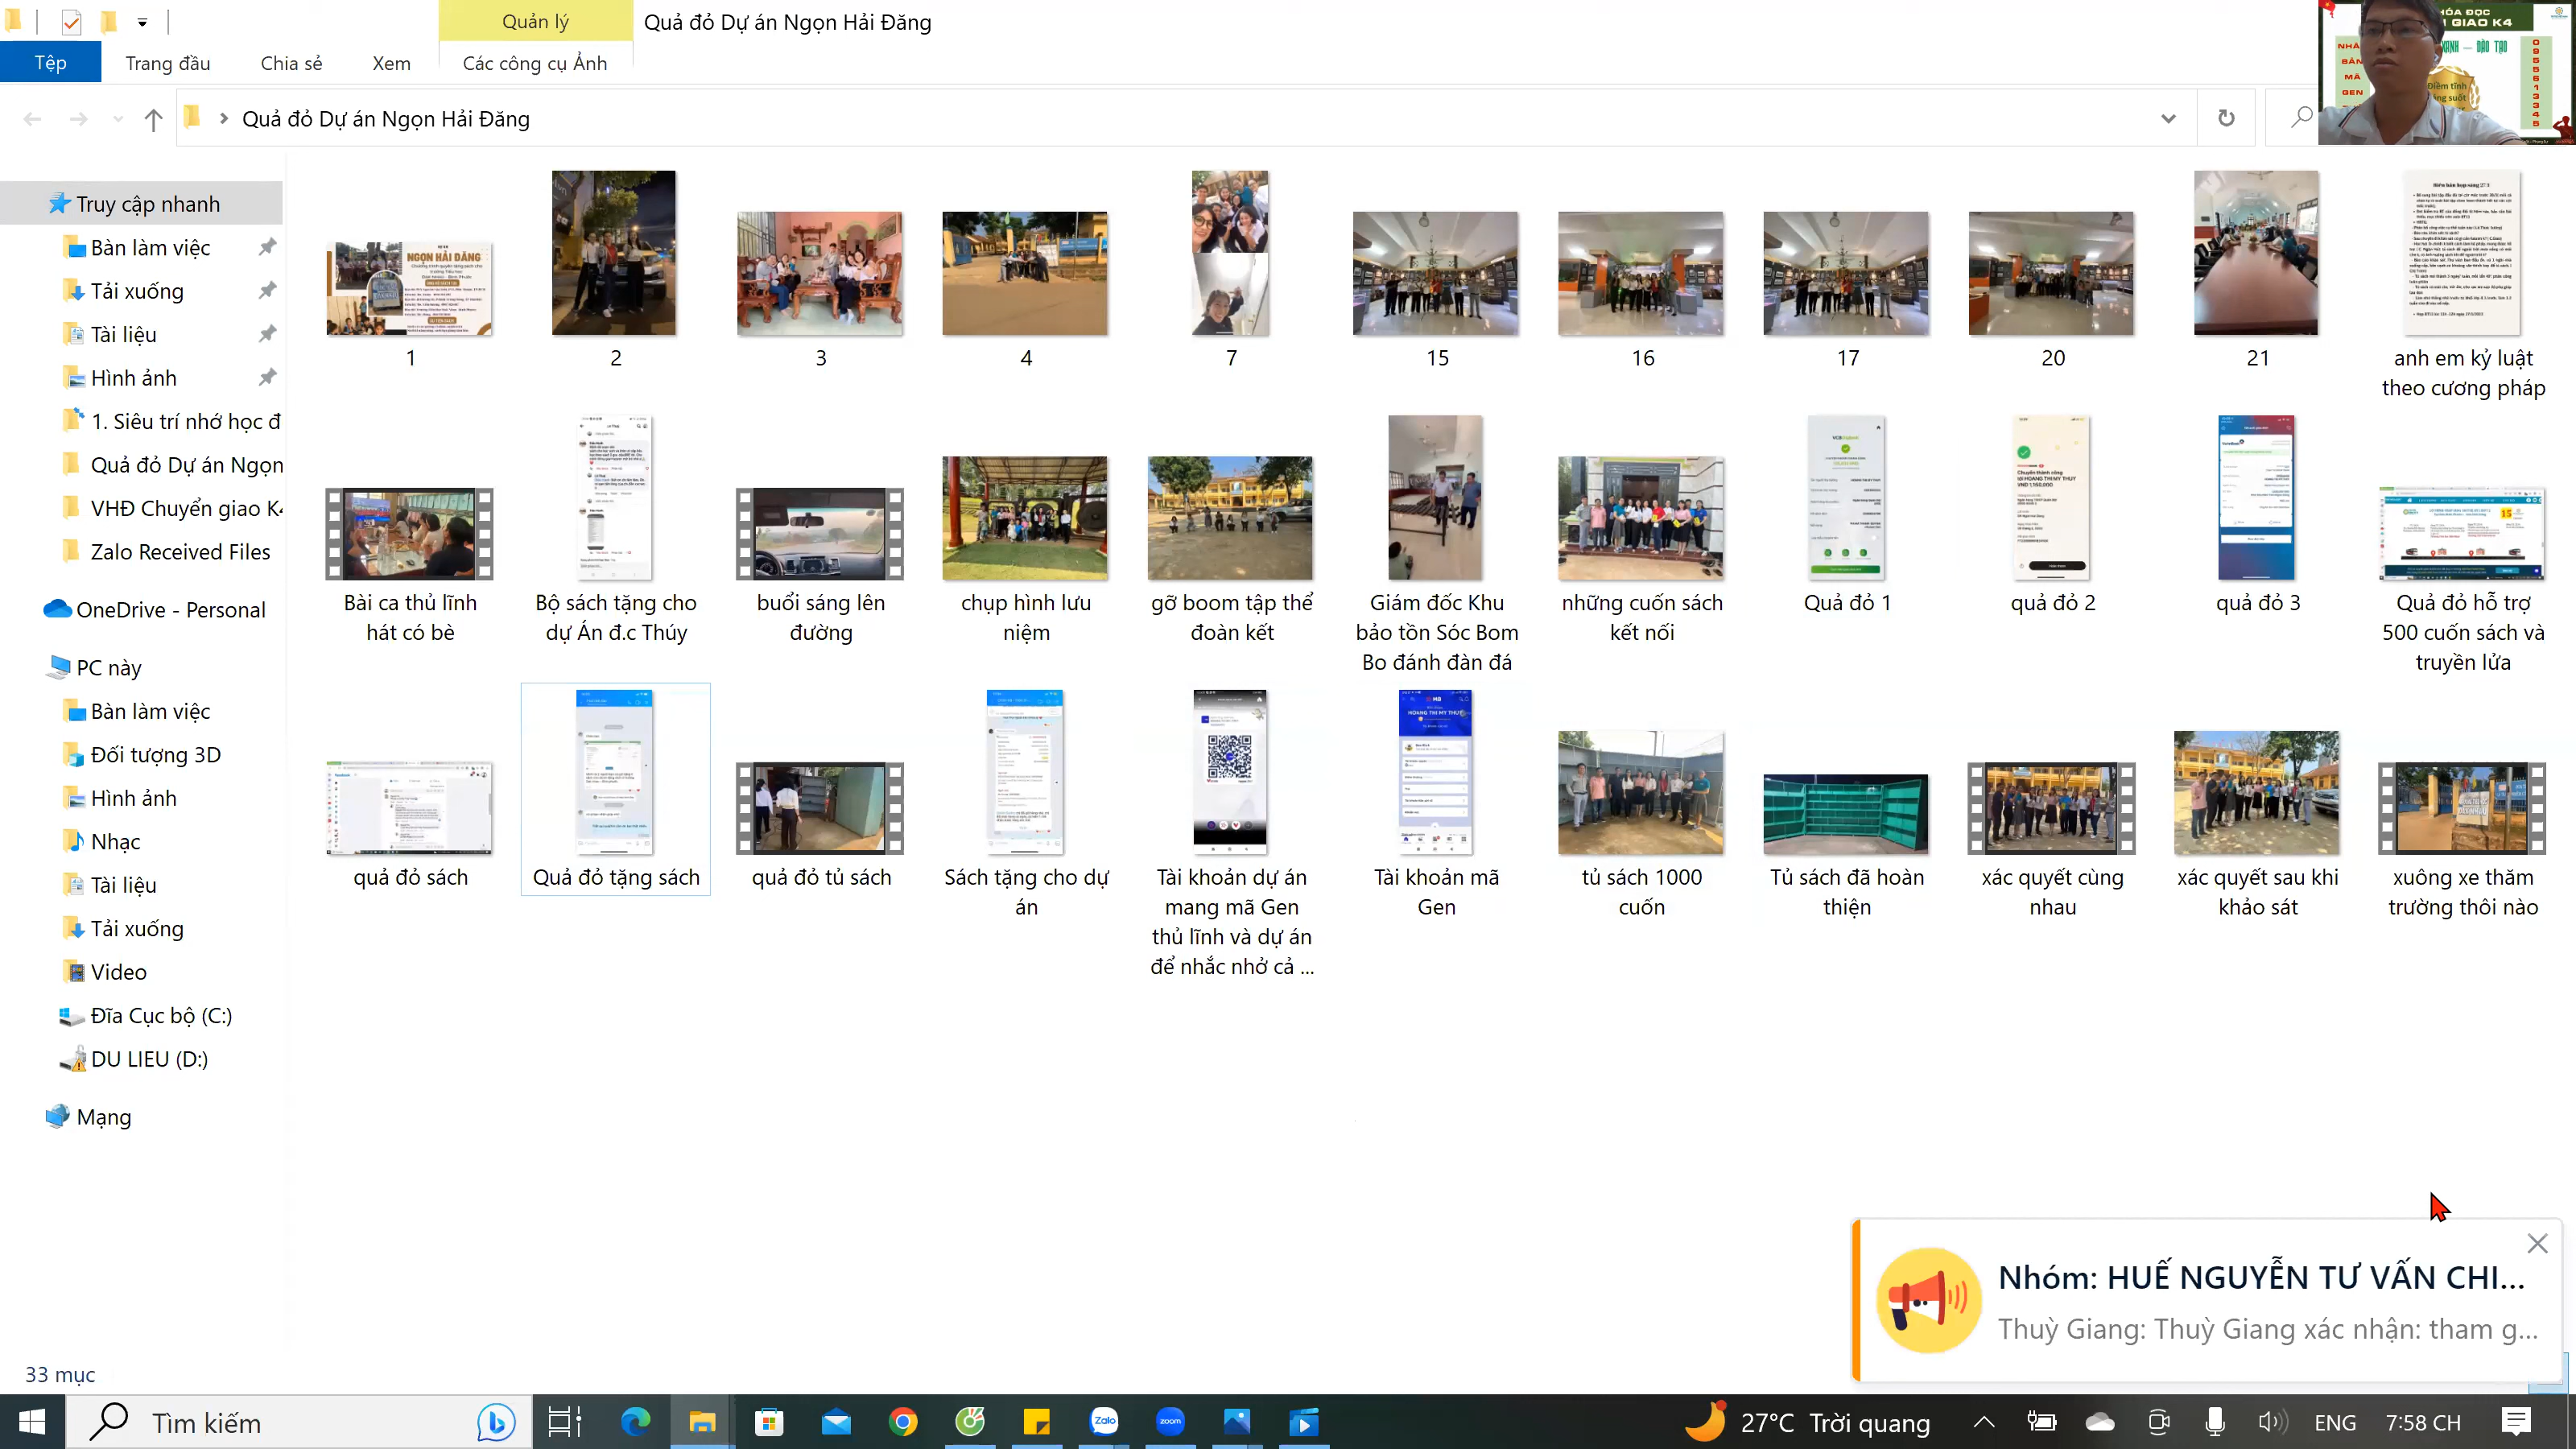 Quản lý
Quả đỏ Dự án Ngọn Hải Đăng
Tệp
Trang đầu
Chia sẻ
Xem
Các công cụ Ảnh
Quả đỏ Dự án Ngọn Hải Đăng
GIAO K4
NGỌN HẢI ĐĂNG
Truy cập nhanh
Bàn làm việc
Tải xuống
Tài liệu
Hình ảnh
1. Siêu trí nhớ học đ
Quả đỏ Dự án Ngọn
VHĐ Chuyển giao K4
Zalo Received Files
OneDrive - Personal
PC này
Bàn làm việc
Đối tượng 3D
Hình ảnh
Nhạc
Tài liệu
Tải xuống
Video
Đĩa Cục bộ (C:)
DU LIEU (D:)
Mạng
1
2
3
4
7
15
16
17
20
21
anh em kỷ luật
theo cương pháp
Bài ca thủ lĩnh
hát có bè
Bộ sách tặng cho
dự Án đ.c Thúy
buổi sáng lên
đường
chụp hình lưu
niệm
gỡ boom tập thể
đoàn kết
Giám đốc Khu
bảo tồn Sóc Bom
Bo đánh đàn đá
những cuốn sách
kết nối
Quả đỏ 1
quả đỏ 2
quả đỏ 3
Quả đỏ hỗ trợ
500 cuốn sách và
truyền lửa
quả đỏ sách
Quả đỏ tặng sách
quả đỏ tủ sách
Sách tặng cho dự
án
Tài khoản dự án
mang mã Gen
thủ lĩnh và dự án
để nhắc nhở cả ...
Tài khoản mã
Gen
tủ sách 1000
cuốn
Tủ sách đã hoàn
thiện
xác quyết cùng
nhau
xác quyết sau khi
khảo sát
xuông xe thăm
trường thôi nào
Nhóm: HUẾ NGUYỄN TƯ VẤN CHI...
Thuỳ Giang: Thuỳ Giang xác nhận: tham g...
33 mục
Tìm kiếm
Zalo
zoom
27°C Trời quang
ENG
7:58 CH